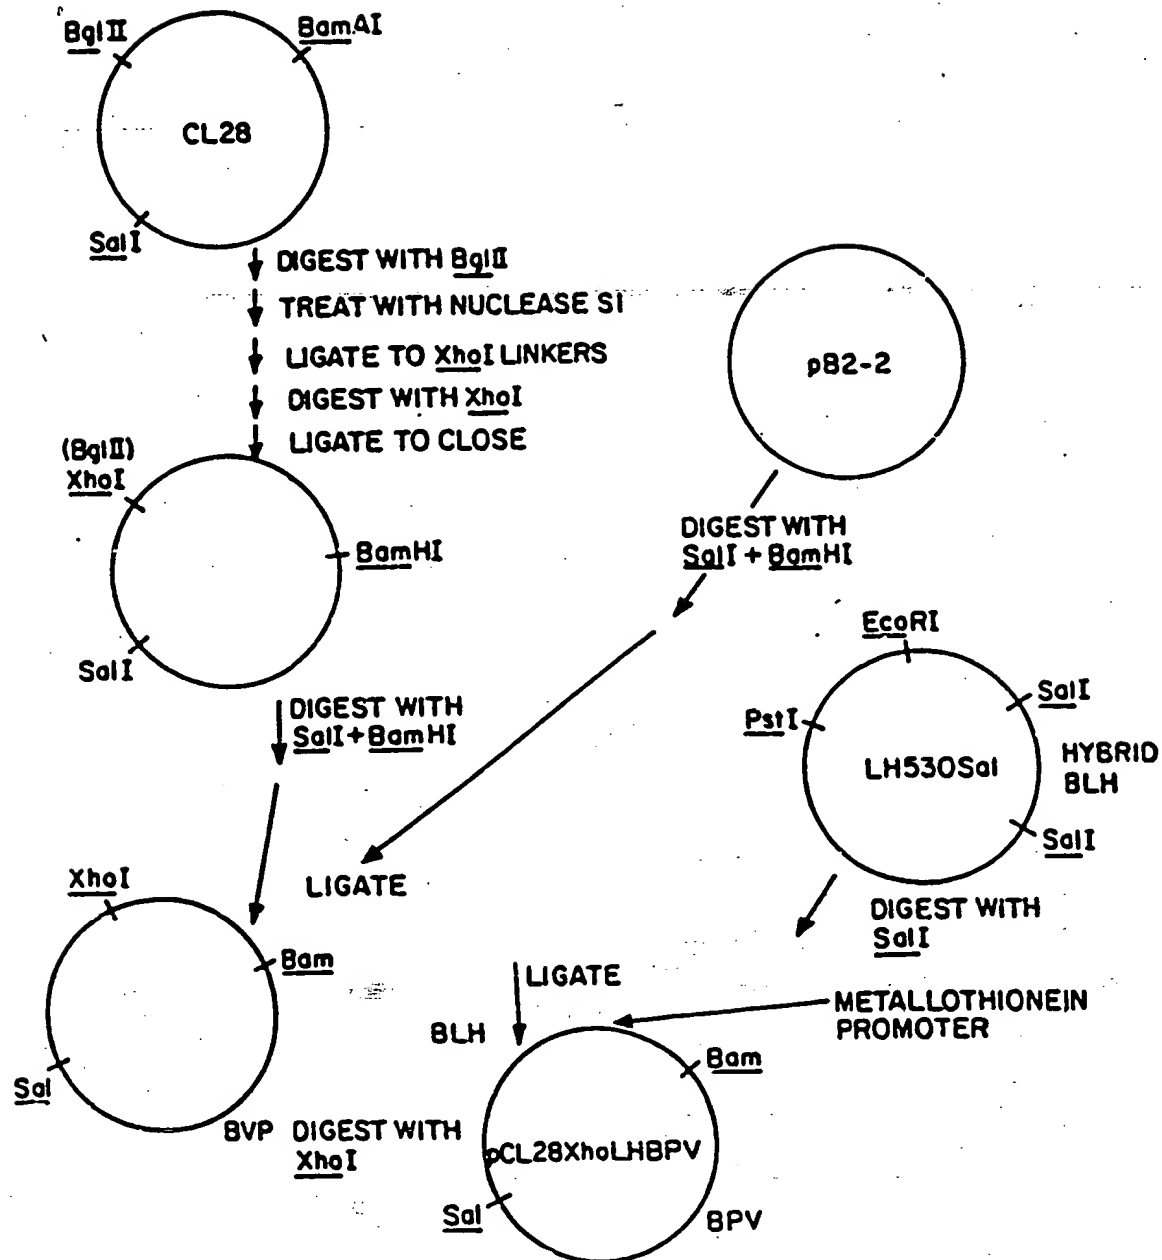 BglII
BamAI
CL28
SalI
DIGEST WITH BglII
TREAT WITH NUCLEASE S1
LIGATE TO XhoI LINKERS
DIGEST WITH XhoI
LIGATE TO CLOSE
pB2-2
(BglII)
XhoI
BamHI
SalI
DIGEST WITH
SalI + BamHI
DIGEST WITH
SalI+BamHI
EcoRI
PstI
SalI
LH530Sal
HYBRID
BLH
SalI
DIGEST WITH
SalI
LIGATE
XhoI
Bam
Sal
BVP
DIGEST WITH
XhoI
LIGATE
BLH
METALLOTHIONEIN
PROMOTER
Bam
pCL28XhoLHBPV
Sal
BPV